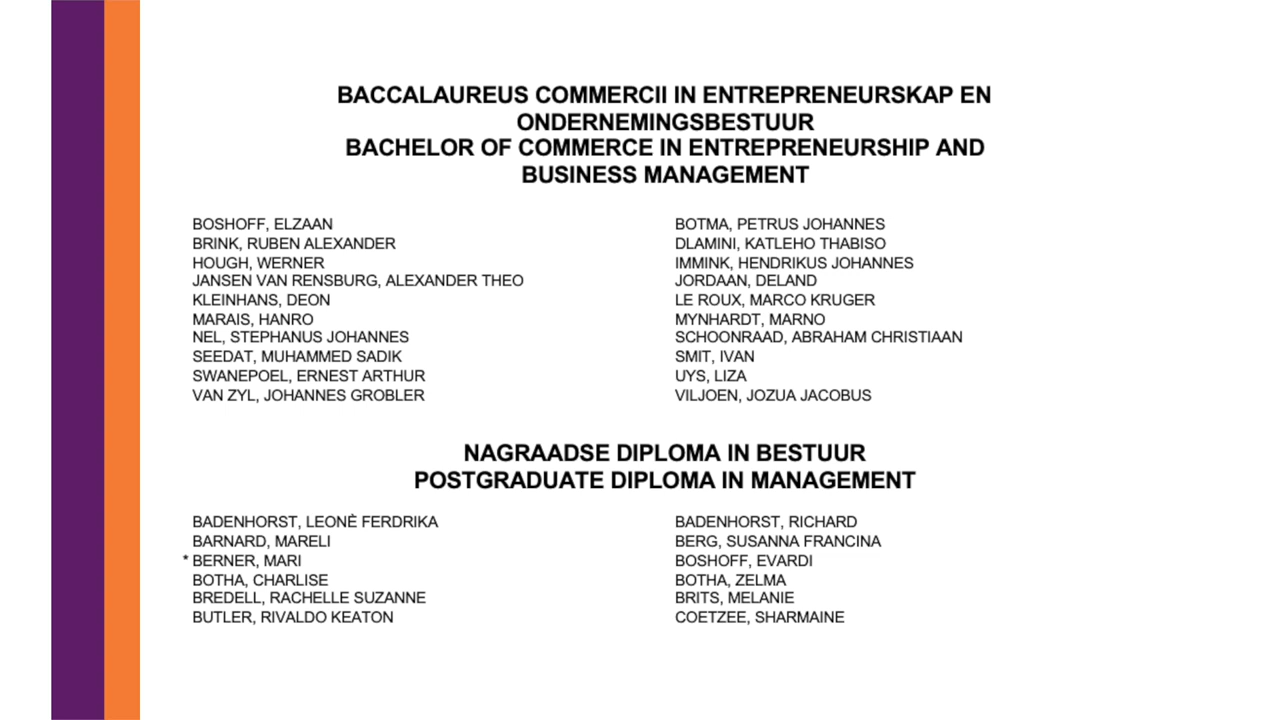 BACCALAUREUS COMMERCII IN ENTREPRENEURSKAP EN
ONDERNEMINGSBESTUUR
BACHELOR OF COMMERCE IN ENTREPRENEURSHIP AND
BUSINESS MANAGEMENT
BOSHOFF, ELZAAN
BOTMA, PETRUS JOHANNES
BRINK, RUBEN ALEXANDER
DLAMINI, KATLEHO THABISO
HOUGH, WERNER
IMMINK, HENDRIKUS JOHANNES
JANSEN VAN RENSBURG, ALEXANDER THEO
JORDAAN, DELAND
KLEINHANS, DEON
LE ROUX, MARCO KRUGER
MARAIS, HANRO
MYNHARDT, MARNO
NEL, STEPHANUS JOHANNES
SCHOONRAAD, ABRAHAM CHRISTIAAN
SEEDAT, MUHAMMED SADIK
SMIT, IVAN
SWANEPOEL, ERNEST ARTHUR
UYS, LIZA
VAN ZYL, JOHANNES GROBLER
VILJOEN, JOZUA JACOBUS
NAGRAADSE DIPLOMA IN BESTUUR
POSTGRADUATE DIPLOMA IN MANAGEMENT
BADENHORST, LEONÈ FERDRIKA
BADENHORST, RICHARD
BARNARD, MARELI
BERG, SUSANNA FRANCINA
* BERNER, MARI
BOSHOFF, EVARDI
BOTHA, CHARLISE
BOTHA, ZELMA
BREDELL, RACHELLE SUZANNE
BRITS, MELANIE
BUTLER, RIVALDO KEATON
COETZEE, SHARMAINE